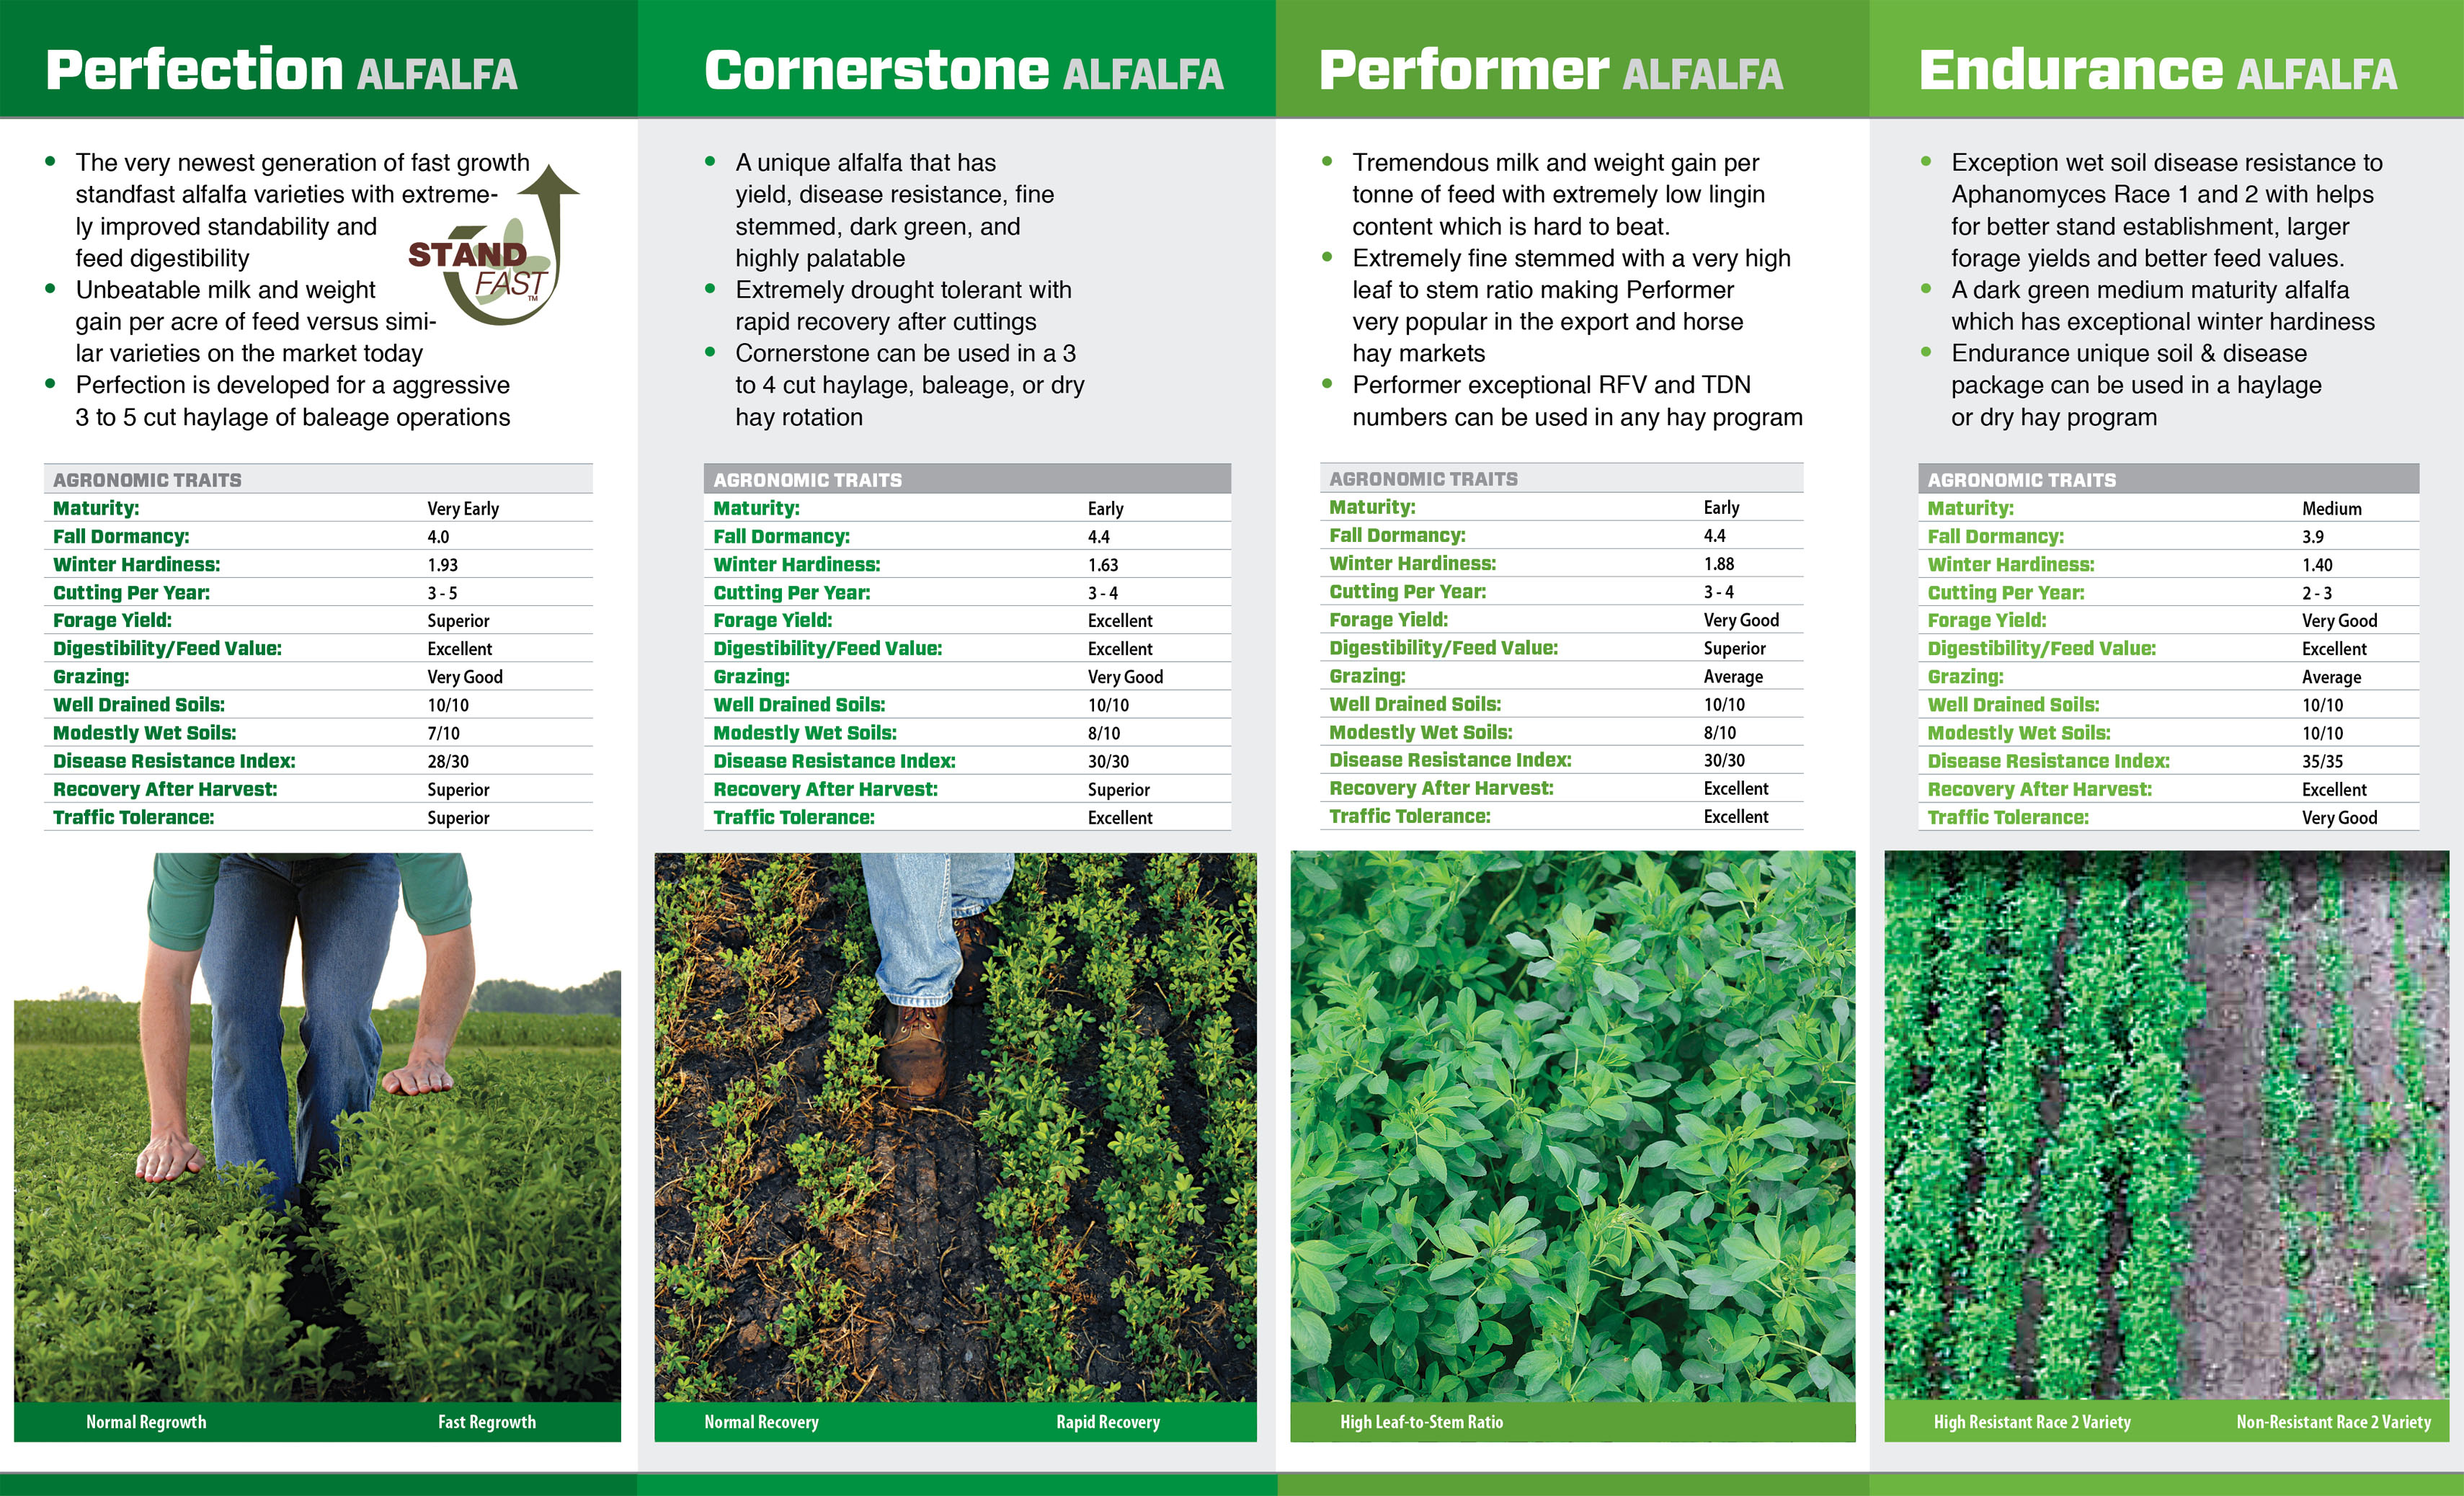 Perfection ALFALFA
The very newest generation of fast growth
standfast alfalfa varieties with extreme-
ly improved standability and
feed digestibility
Unbeatable milk and weight
gain per acre of feed versus simi-
lar varieties on the market today
Perfection is developed for a aggressive
3 to 5 cut haylage of baleage operations
STAND
FAST™
AGRONOMIC TRAITS
Maturity: Very Early
Fall Dormancy: 4.0
Winter Hardiness: 1.93
Cutting Per Year: 3 - 5
Forage Yield: Superior
Digestibility/Feed Value: Excellent
Grazing: Very Good
Well Drained Soils: 10/10
Modestly Wet Soils: 7/10
Disease Resistance Index: 28/30
Recovery After Harvest: Superior
Traffic Tolerance: Superior
Normal Regrowth Fast Regrowth
Cornerstone ALFALFA
A unique alfalfa that has
yield, disease resistance, fine
stemmed, dark green, and
highly palatable
Extremely drought tolerant with
rapid recovery after cuttings
Cornerstone can be used in a 3
to 4 cut haylage, baleage, or dry
hay rotation
AGRONOMIC TRAITS
Maturity: Early
Fall Dormancy: 4.4
Winter Hardiness: 1.63
Cutting Per Year: 3 - 4
Forage Yield: Excellent
Digestibility/Feed Value: Excellent
Grazing: Very Good
Well Drained Soils: 10/10
Modestly Wet Soils: 8/10
Disease Resistance Index: 30/30
Recovery After Harvest: Superior
Traffic Tolerance: Excellent
Normal Recovery Rapid Recovery
Performer ALFALFA
Tremendous milk and weight gain per
tonne of feed with extremely low lingin
content which is hard to beat.
Extremely fine stemmed with a very high
leaf to stem ratio making Performer
very popular in the export and horse
hay markets
Performer exceptional RFV and TDN
numbers can be used in any hay program
AGRONOMIC TRAITS
Maturity: Early
Fall Dormancy: 4.4
Winter Hardiness: 1.88
Cutting Per Year: 3 - 4
Forage Yield: Very Good
Digestibility/Feed Value: Superior
Grazing: Average
Well Drained Soils: 10/10
Modestly Wet Soils: 8/10
Disease Resistance Index: 30/30
Recovery After Harvest: Excellent
Traffic Tolerance: Excellent
High Leaf-to-Stem Ratio
Endurance ALFALFA
Exception wet soil disease resistance to
Aphanomyces Race 1 and 2 with helps
for better stand establishment, larger
forage yields and better feed values.
A dark green medium maturity alfalfa
which has exceptional winter hardiness
Endurance unique soil & disease
package can be used in a haylage
or dry hay program
AGRONOMIC TRAITS
Maturity: Medium
Fall Dormancy: 3.9
Winter Hardiness: 1.40
Cutting Per Year: 2 - 3
Forage Yield: Very Good
Digestibility/Feed Value: Excellent
Grazing: Average
Well Drained Soils: 10/10
Modestly Wet Soils: 10/10
Disease Resistance Index: 35/35
Recovery After Harvest: Excellent
Traffic Tolerance: Very Good
High Resistant Race 2 Variety Non-Resistant Race 2 Variety